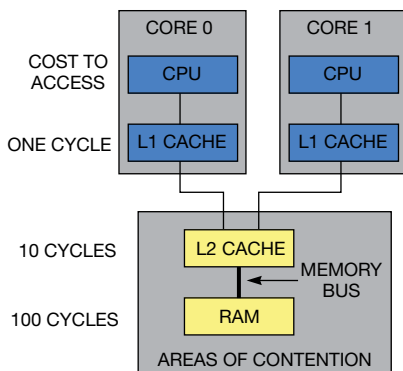 CORE 0
CORE 1
COST TO
ACCESS
CPU
CPU
ONE CYCLE
L1 CACHE
L1 CACHE
10 CYCLES
L2 CACHE
MEMORY
BUS
100 CYCLES
RAM
AREAS OF CONTENTION